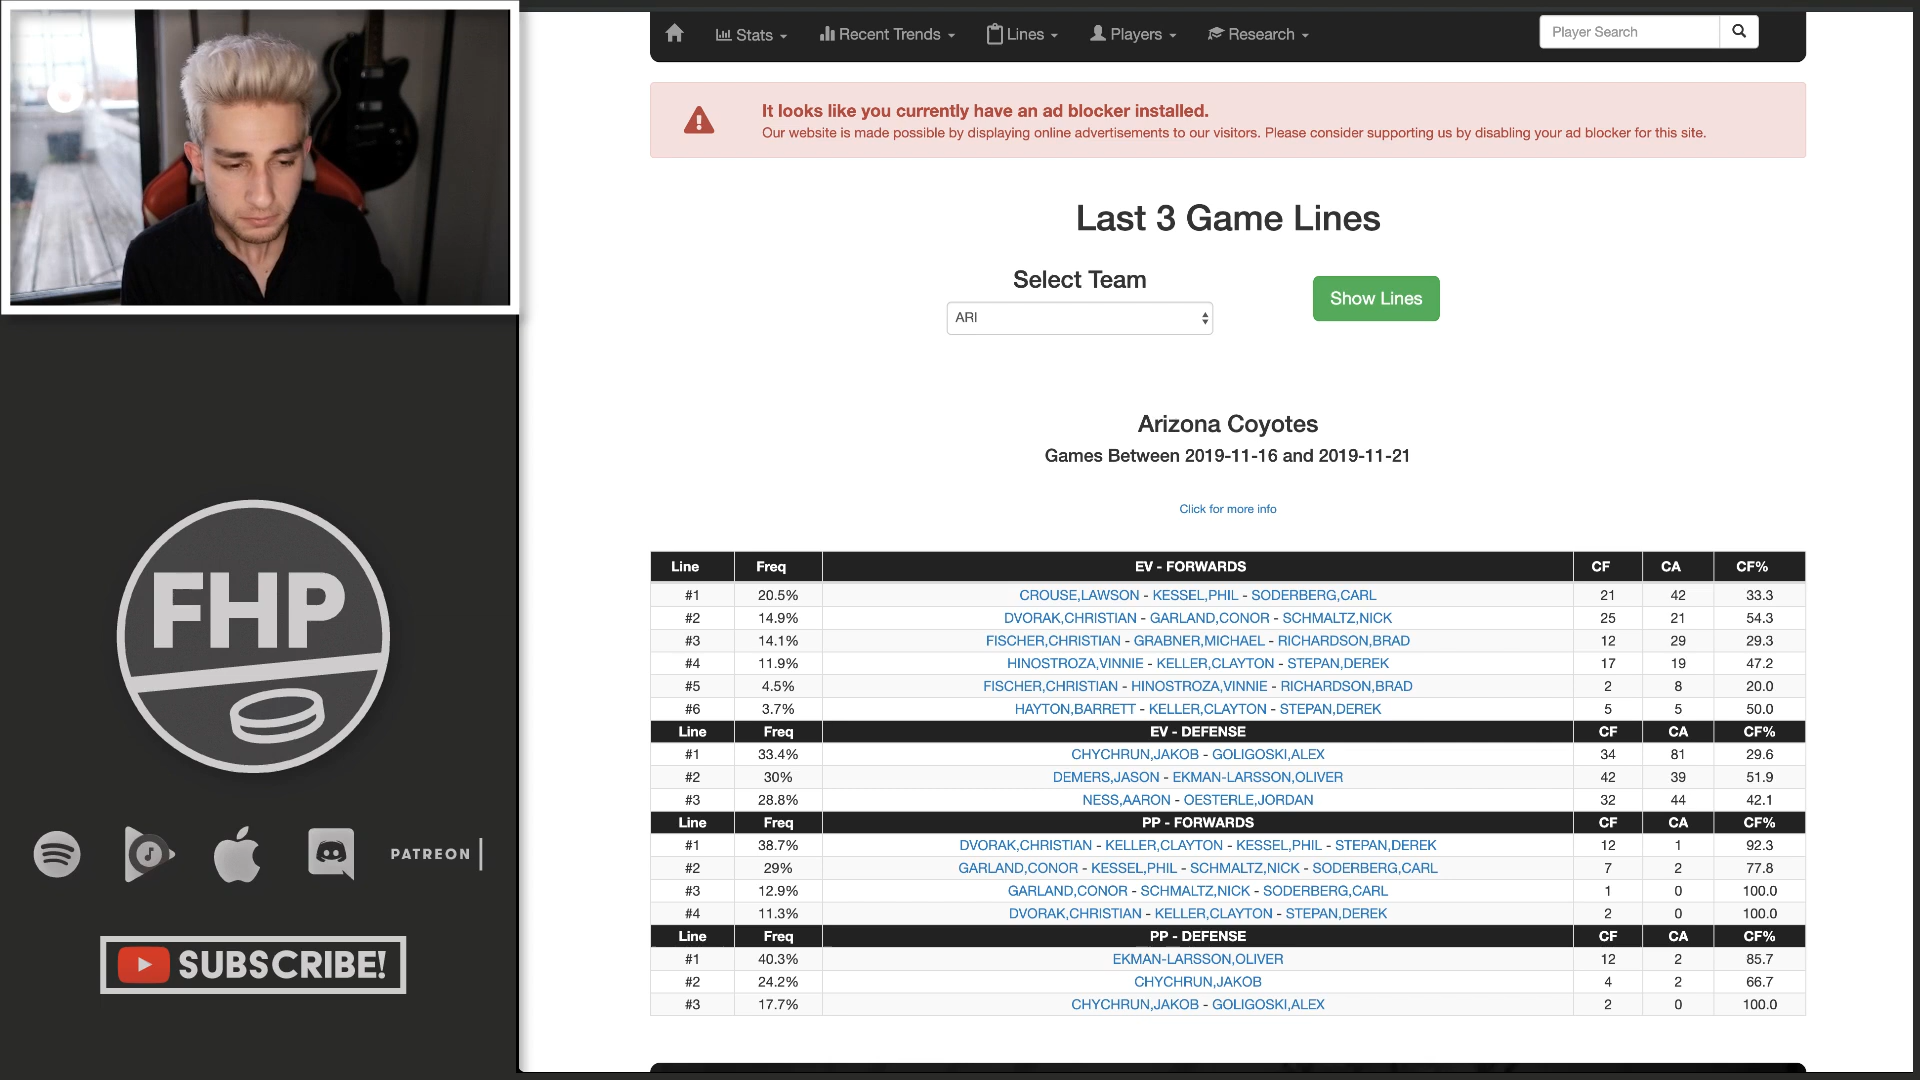 Stats
Recent Trends
Lines
Players
Research
Player Search
It looks like you currently have an ad blocker installed.
Our website is made possible by displaying online advertisements to our visitors. Please consider supporting us by disabling your ad blocker for this site.
Last 3 Game Lines
Select Team
Show Lines
ARI
Arizona Coyotes
Games Between 2019-11-16 and 2019-11-21
Click for more info
Line Freq EV - FORWARDS CF CA CF%
#1 20.5% CROUSE,LAWSON - KESSEL,PHIL - SODERBERG,CARL 21 42 33.3
#2 14.9% DVORAK,CHRISTIAN - GARLAND,CONOR - SCHMALTZ,NICK 25 21 54.3
#3 14.1% FISCHER,CHRISTIAN - GRABNER,MICHAEL - RICHARDSON,BRAD 12 29 29.3
#4 11.9% HINOSTROZA,VINNIE - KELLER,CLAYTON - STEPAN,DEREK 17 19 47.2
#5 4.5% FISCHER,CHRISTIAN - HINOSTROZA,VINNIE - RICHARDSON,BRAD 2 8 20.0
#6 3.7% HAYTON,BARRETT - KELLER,CLAYTON - STEPAN,DEREK 5 5 50.0
Line Freq EV - DEFENSE CF CA CF%
#1 33.4% CHYCHRUN,JAKOB - GOLIGOSKI,ALEX 34 81 29.6
#2 30% DEMERS,JASON - EKMAN-LARSSON,OLIVER 42 39 51.9
#3 28.8% NESS,AARON - OESTERLE,JORDAN 32 44 42.1
Line Freq PP - FORWARDS CF CA CF%
#1 38.7% DVORAK,CHRISTIAN - KELLER,CLAYTON - KESSEL,PHIL - STEPAN,DEREK 12 1 92.3
#2 29% GARLAND,CONOR - KESSEL,PHIL - SCHMALTZ,NICK - SODERBERG,CARL 7 2 77.8
#3 12.9% GARLAND,CONOR - SCHMALTZ,NICK - SODERBERG,CARL 1 0 100.0
#4 11.3% DVORAK,CHRISTIAN - KELLER,CLAYTON - STEPAN,DEREK 2 0 100.0
Line Freq PP - DEFENSE CF CA CF%
#1 40.3% EKMAN-LARSSON,OLIVER 12 2 85.7
#2 24.2% CHYCHRUN,JAKOB 4 2 66.7
#3 17.7% CHYCHRUN,JAKOB - GOLIGOSKI,ALEX 2 0 100.0
FHP
PATREON
SUBSCRIBE!